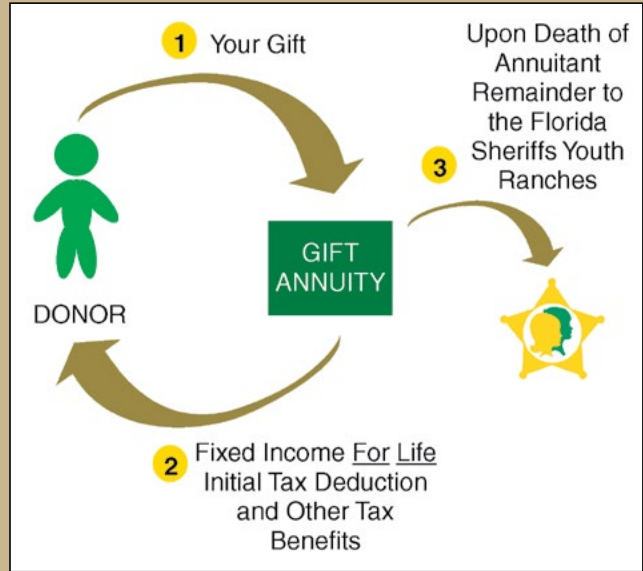 1 Your Gift
DONOR
GIFT
ANNUITY
2 Fixed Income For Life
Initial Tax Deduction
and Other Tax
Benefits
Upon Death of
Annuitant
Remainder to
the Florida
Sheriffs Youth
3 Ranches